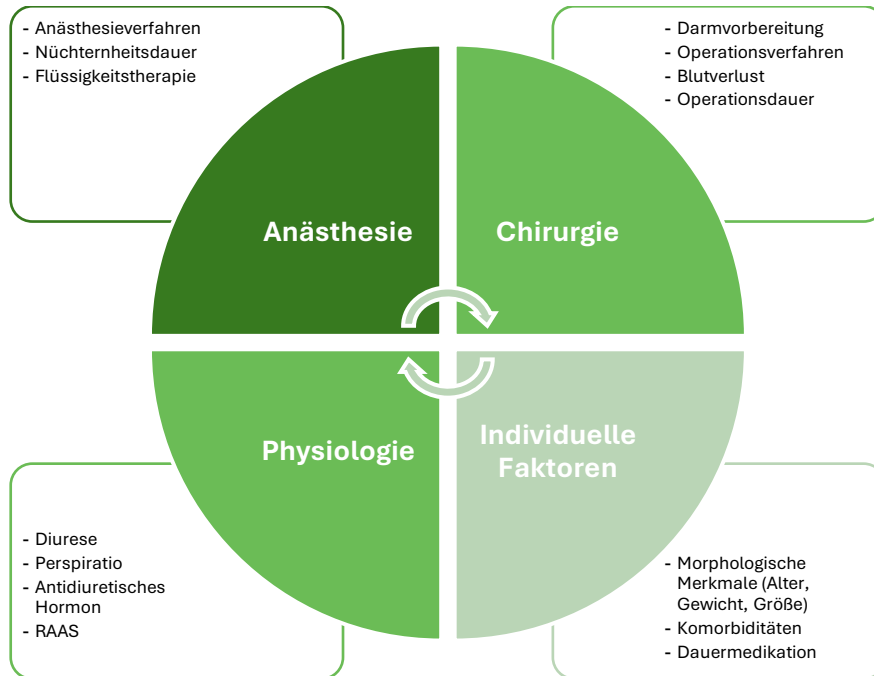 - Anästhesieverfahren
- Nüchternheitsdauer
- Flüssigkeitstherapie
- Darmvorbereitung
- Operationsverfahren
- Blutverlust
- Operationsdauer
Anästhesie
Chirurgie
Physiologie
Individuelle
Faktoren
- Diurese
- Perspiratio
- Antidiuretisches
Hormon
- RAAS
- Morphologische
Merkmale (Alter,
Gewicht, Größe)
- Komorbiditäten
- Dauermedikation